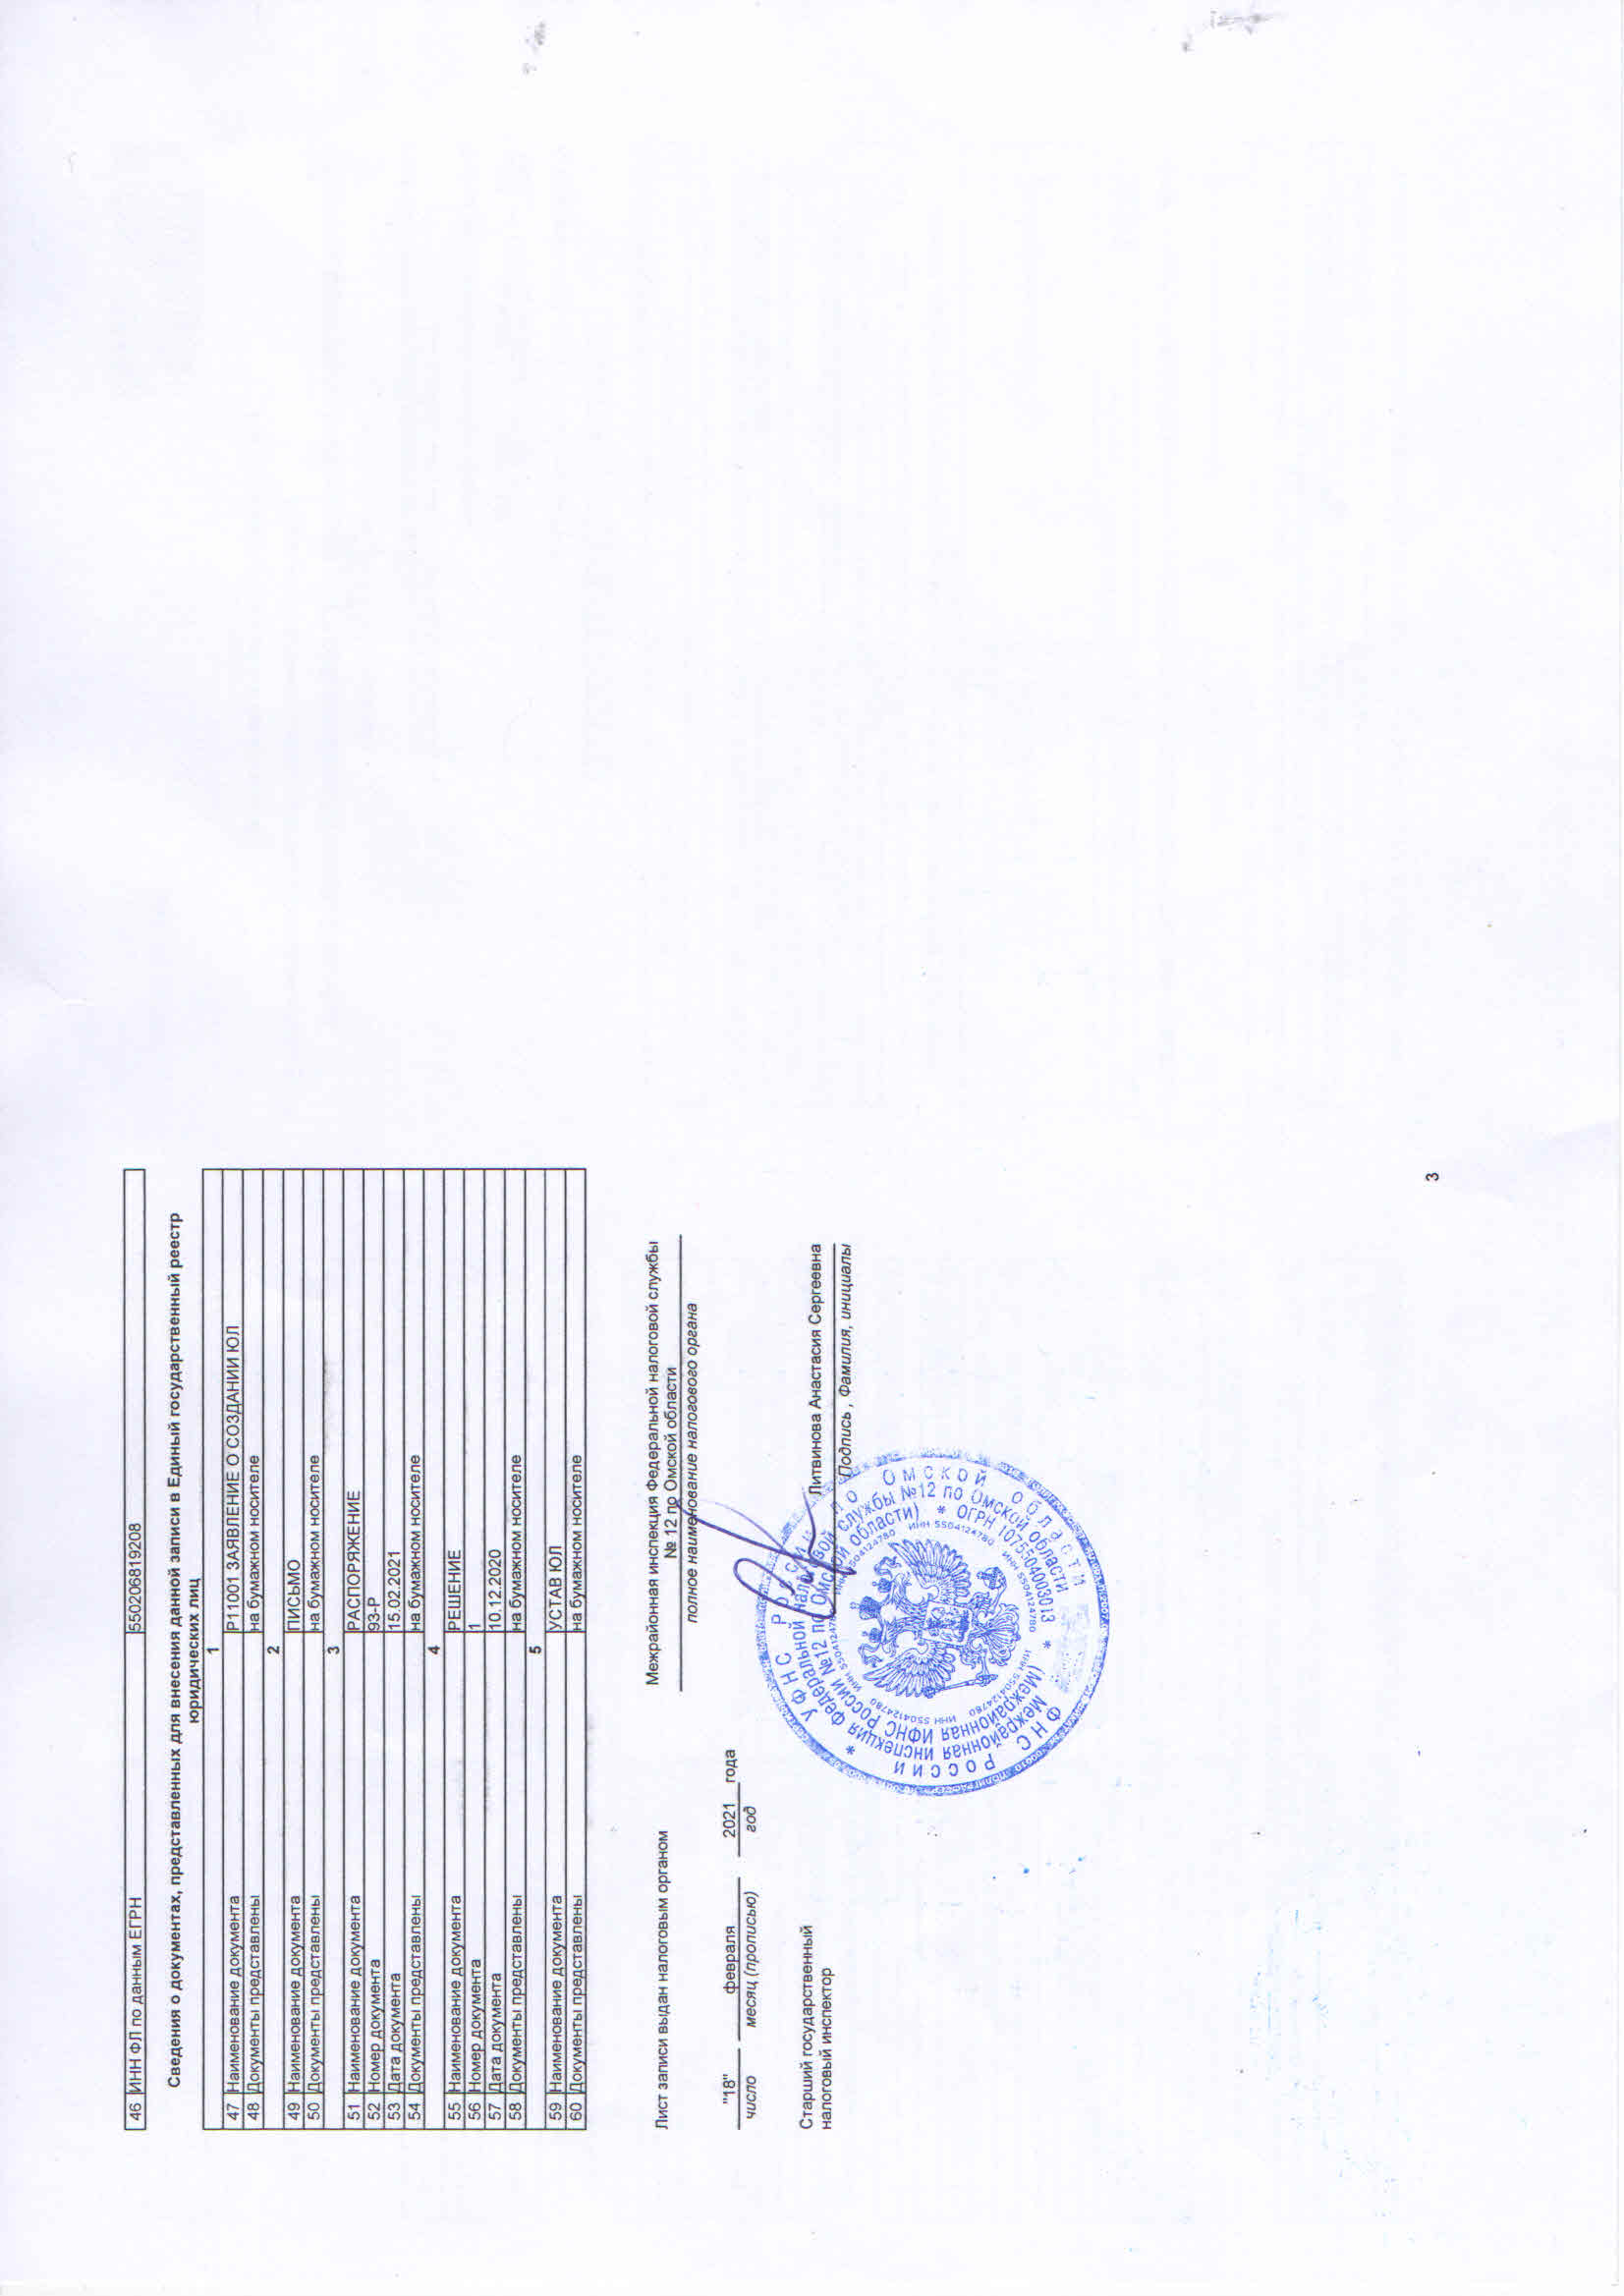 46 ИНН ФЛ по данным ЕГРН 550206819208
Сведения о документах, представленных для внесения данной записи в Единый государственный реестр
юридических лиц
1
47 Наименование документа Р11001 ЗАЯВЛЕНИЕ О СОЗДАНИИ ЮЛ
48 Документы представлены на бумажном носителе
2
49 Наименование документа ПИСЬМО
50 Документы представлены на бумажном носителе
3
51 Наименование документа РАСПОРЯЖЕНИЕ
52 Номер документа 93-Р
53 Дата документа 15.02.2021
54 Документы представлены на бумажном носителе
4
55 Наименование документа РЕШЕНИЕ
56 Номер документа 1
57 Дата документа 10.12.2020
58 Документы представлены на бумажном носителе
5
59 Наименование документа УСТАВ ЮЛ
60 Документы представлены на бумажном носителе
Лист записи выдан налоговым органом Межрайонная инспекция Федеральной налоговой службы
№ 12 по Омской области
полное наименование налогового органа
"18" февраля 2021 года
число месяц (прописью) год
Старший государственный
налоговый инспектор
Литвинова Анастасия Сергеевна
Подпись , Фамилия, инициалы
ФНС РОССИИ * УФНС России по Омской области
Межрайонная инспекция Федеральной налоговой службы №12 по Омской области
(Межрайонная ИФНС России №12 по Омской области) * ОГРН 1075504003013 *
ИНН 5504124780 ИНН 5504124780 ИНН 5504124780 ИНН 5504124780
3